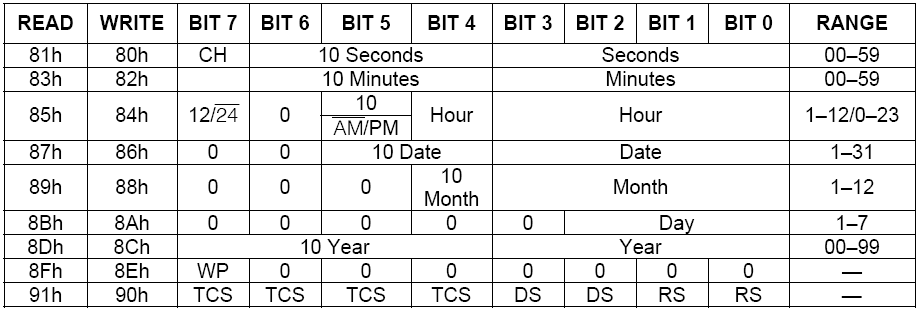 READ WRITE BIT 7 BIT 6 BIT 5 BIT 4 BIT 3 BIT 2 BIT 1 BIT 0 RANGE
81h 80h CH 10 Seconds Seconds 00–59
83h 82h 10 Minutes Minutes 00–59
85h 84h 12/2̅4̅ 0 10 Hour Hour 1–12/0–23
A̅M̅/PM
87h 86h 0 0 10 Date Date 1–31
89h 88h 0 0 0 10 Month Month 1–12
8Bh 8Ah 0 0 0 0 0 Day 1–7
8Dh 8Ch 10 Year Year 00–99
8Fh 8Eh WP 0 0 0 0 0 0 0 —
91h 90h TCS TCS TCS TCS DS DS RS RS —